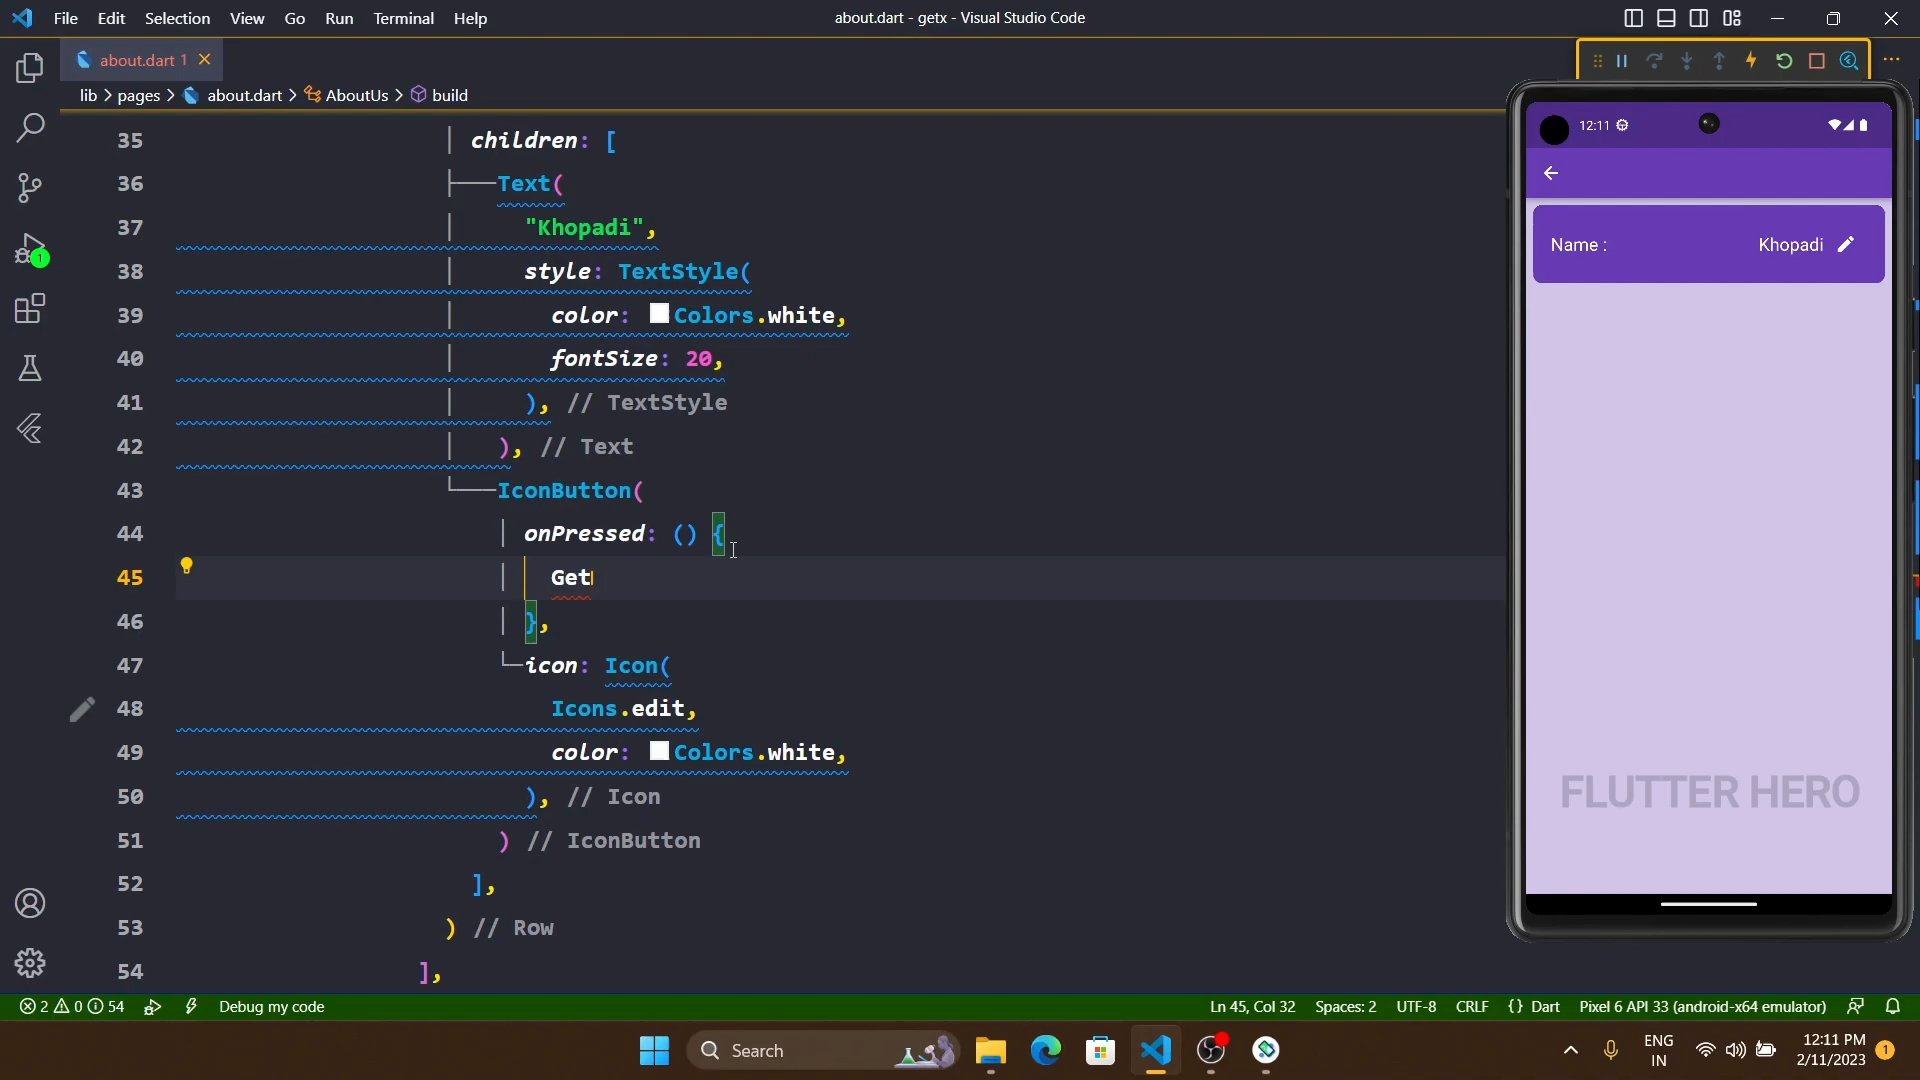 File Edit Selection View Go Run Terminal Help
about.dart - getx - Visual Studio Code
about.dart 1
lib > pages > about.dart > AboutUs > build
35 children: [
36 Text(
37 "Khopadi",
38 style: TextStyle(
39 color: Colors.white,
40 fontSize: 20,
41 ), // TextStyle
42 ), // Text
43 IconButton(
44 onPressed: () {
45 Get
46 },
47 icon: Icon(
48 Icons.edit,
49 color: Colors.white,
50 ), // Icon
51 ) // IconButton
52 ],
53 ) // Row
54 ],
1
12:11
Name :
Khopadi
FLUTTER HERO
2 0 54 Debug my code
Ln 45, Col 32 Spaces: 2 UTF-8 CRLF {} Dart Pixel 6 API 33 (android-x64 emulator)
Search
ENG
IN
12:11 PM
2/11/2023
1